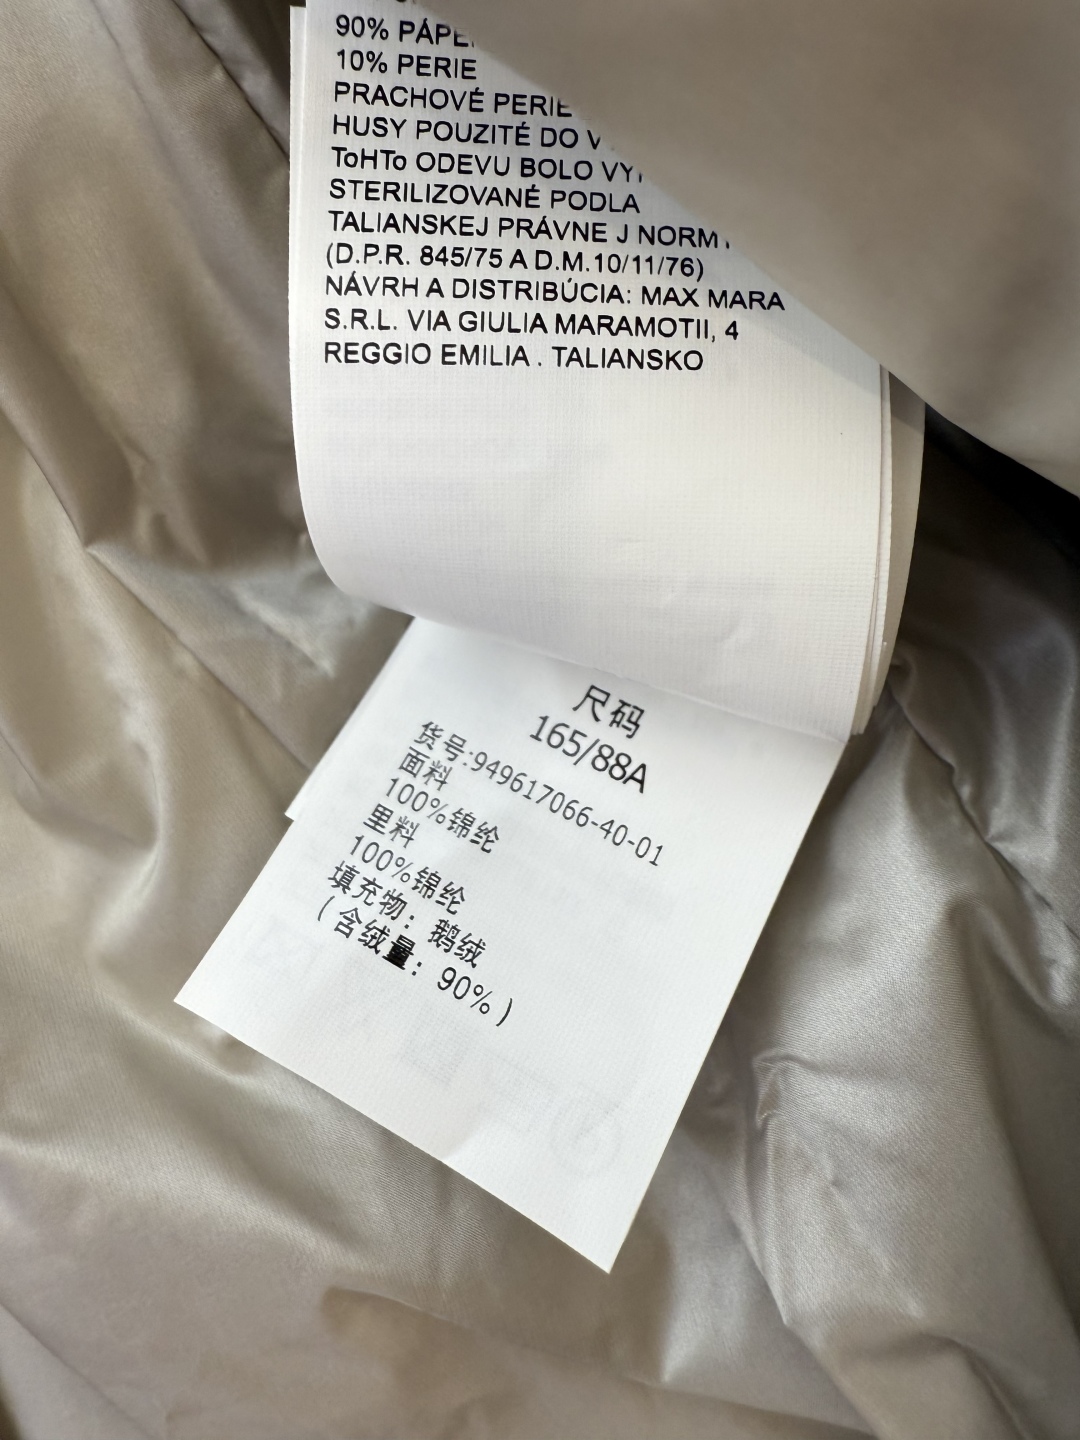 90% PÁPE
10% PERIE
PRACHOVÉ PERIE
HUSY POUZITÉ DO V
ToHTo ODEVU BOLO VY
STERILIZOVANÉ PODLA
TALIANSKEJ PRÁVNE J NORM
(D.P.R. 845/75 A D.M.10/11/76)
NÁVRH A DISTRIBÚCIA: MAX MARA
S.R.L. VIA GIULIA MARAMOTII, 4
REGGIO EMILIA . TALIANSKO
尺码
165/88A
货号:949617066-40-01
面料
100%锦纶
里料
100%锦纶
填充物: 鹅绒
(含绒量: 90%)